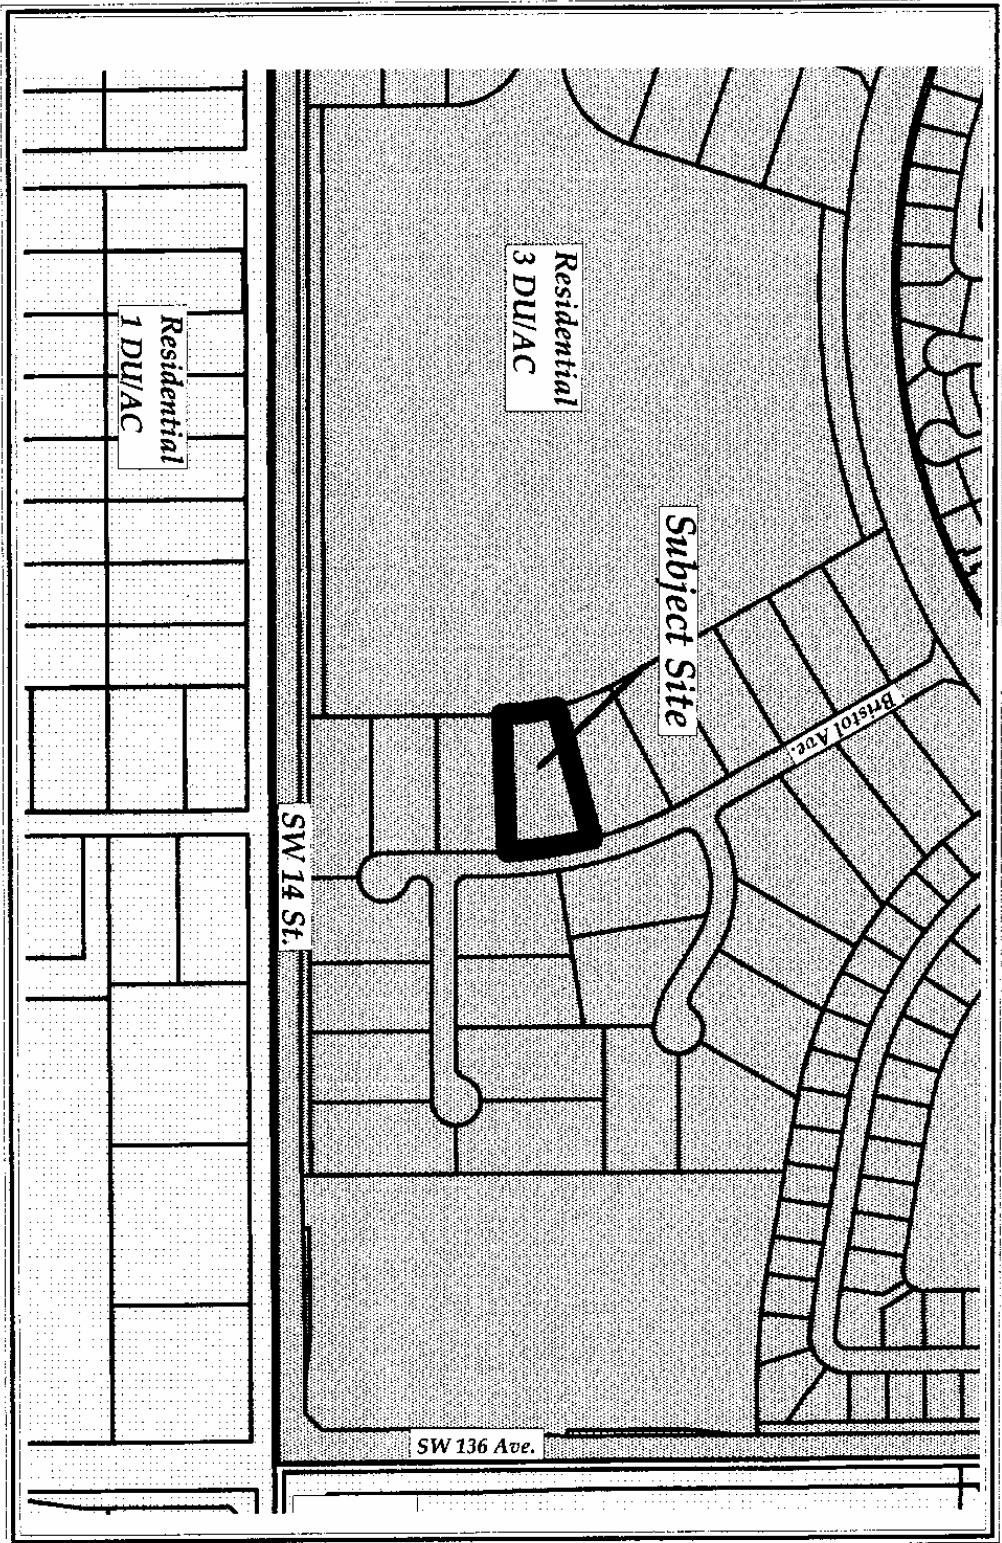 Residential
3 DU/AC
Subject Site
Bristol Ave.
Residential
1 DU/AC
SW 14 St.
SW 136 Ave.